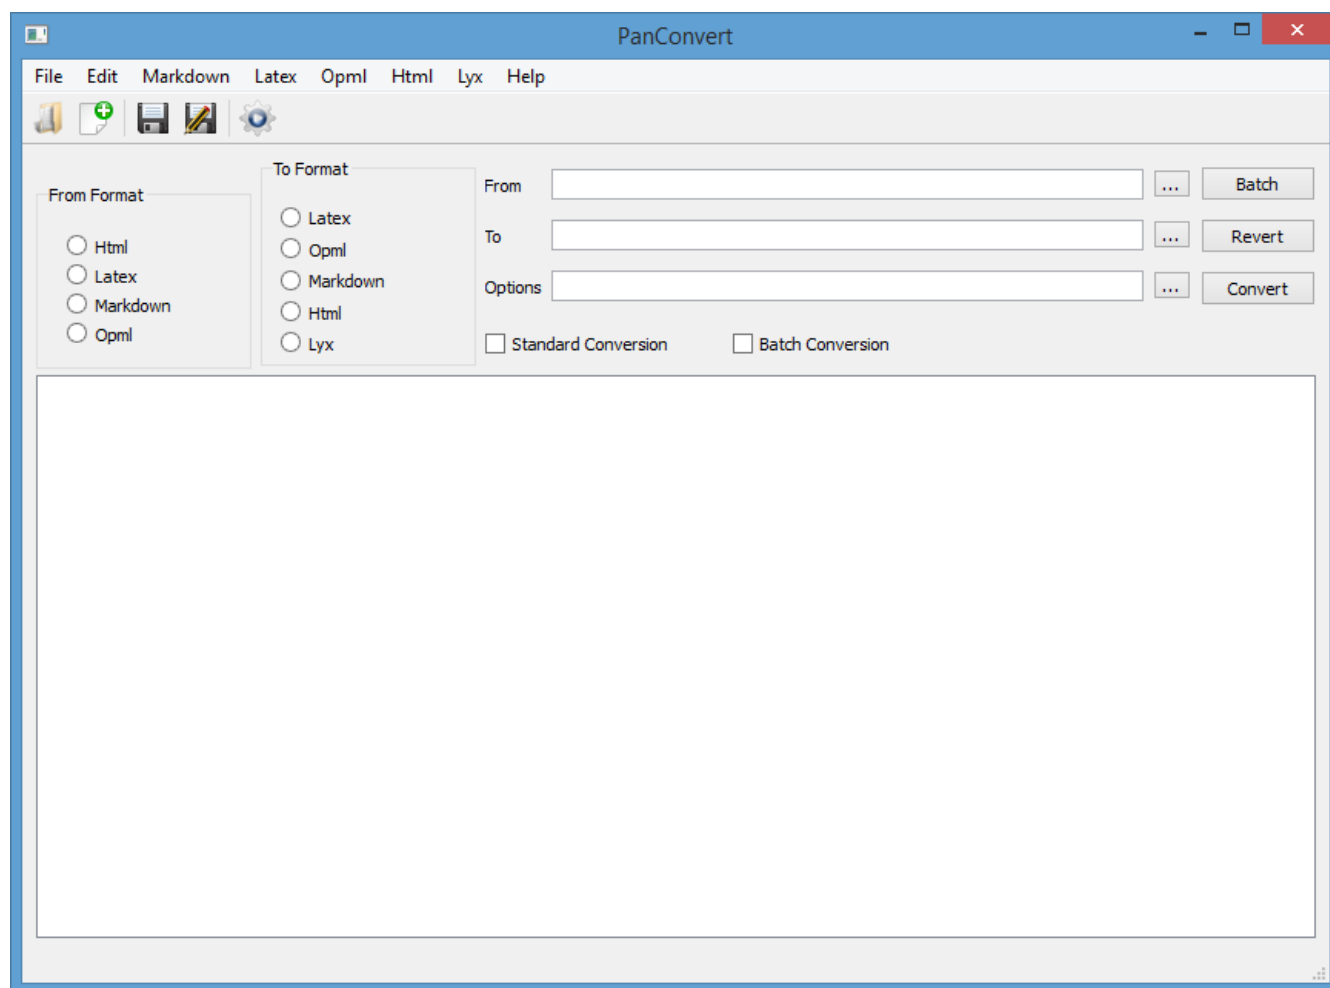 PanConvert
File Edit Markdown Latex Opml Html Lyx Help
From Format
Html
Latex
Markdown
Opml
To Format
Latex
Opml
Markdown
Html
Lyx
From ... Batch
To ... Revert
Options ... Convert
Standard Conversion Batch Conversion